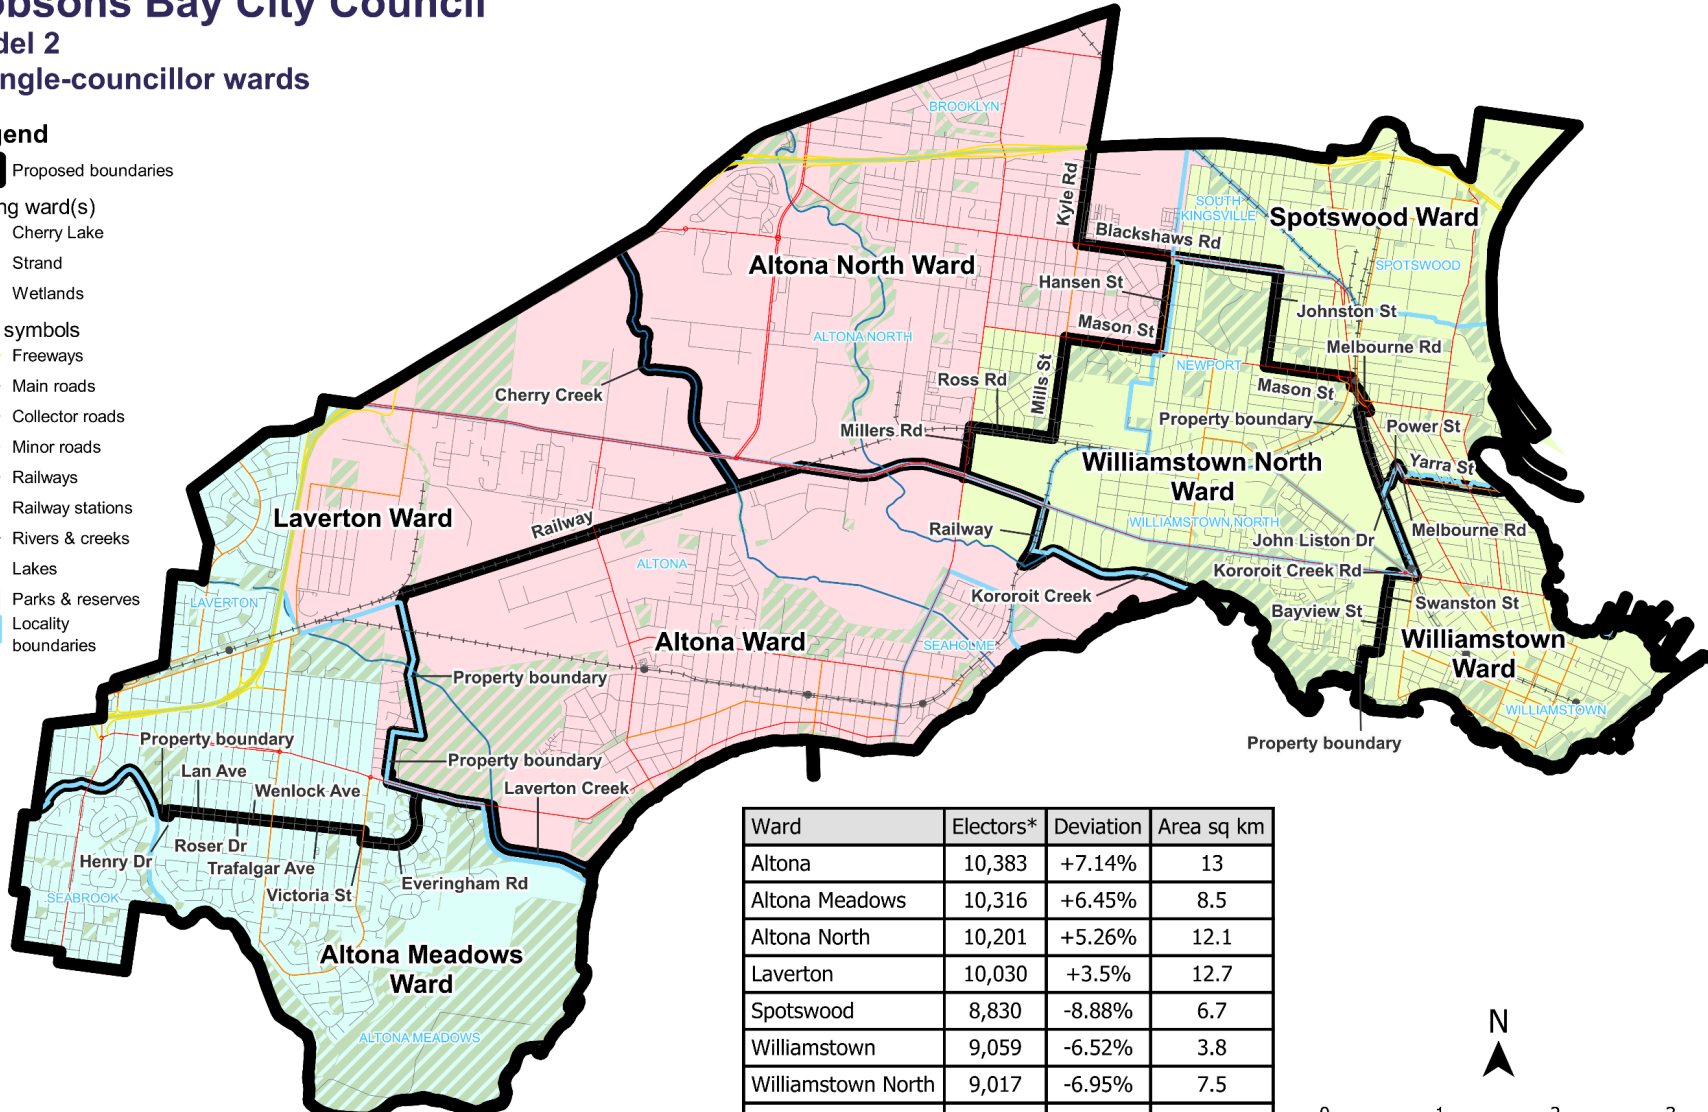 obsons Bay City Council
del 2
ngle-councillor wards
gend
Proposed boundaries
ng ward(s)
Cherry Lake
Strand
Wetlands
symbols
Freeways
Main roads
Collector roads
Minor roads
Railways
Railway stations
Rivers & creeks
Lakes
Parks & reserves
Locality
boundaries
BROOKLYN
Kyle Rd
SOUTH
KINGSVILLE
Spotswood Ward
Blackshaws Rd
Altona North Ward
SPOTSWOOD
Hansen St
Johnston St
Mason St
ALTONA NORTH
Melbourne Rd
NEWPORT
Ross Rd
Mills St
Mason St
Cherry Creek
Property boundary
Power St
Millers Rd
Williamstown North
Ward
Yarra St
Laverton Ward
Railway
Railway
WILLIAMSTOWN NORTH
Melbourne Rd
John Liston Dr
ALTONA
Kororoit Creek Rd
Kororoit Creek
LAVERTON
Swanston St
Bayview St
Altona Ward
SEAHOLME
Williamstown
Ward
Property boundary
WILLIAMSTOWN
Property boundary
Property boundary
Property boundary
Lan Ave
Laverton Creek
Wenlock Ave
Henry Dr
Roser Dr
Trafalgar Ave
Victoria St
Everingham Rd
SEABROOK
Altona Meadows
Ward
ALTONA MEADOWS
Ward Electors* Deviation Area sq km
Altona 10,383 +7.14% 13
Altona Meadows 10,316 +6.45% 8.5
Altona North 10,201 +5.26% 12.1
Laverton 10,030 +3.5% 12.7
Spotswood 8,830 -8.88% 6.7
Williamstown 9,059 -6.52% 3.8
Williamstown North 9,017 -6.95% 7.5
N
0 1 2 3